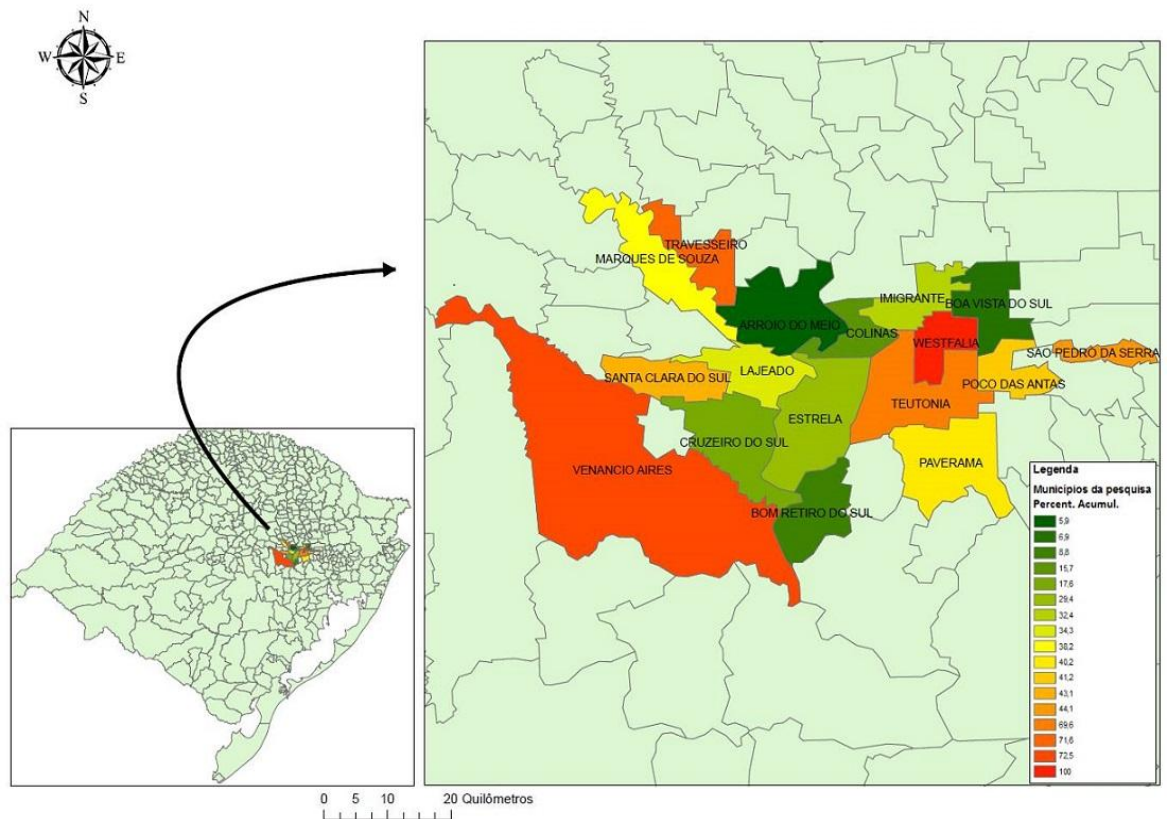 N
W E
S
TRAVESSEIRO
MARQUES DE SOUZA
IMIGRANTE
BOA VISTA DO SUL
ARROIO DO MEIO
COLINAS
WESTFALIA
SAO PEDRO DA SERRA
SANTA CLARA DO SUL
LAJEADO
POCO DAS ANTAS
TEUTONIA
ESTRELA
CRUZEIRO DO SUL
VENANCIO AIRES
PAVERAMA
BOM RETIRO DO SUL
Legenda
Municípios da pesquisa
Percent. Acumul.
5,9
6,9
8,8
15,7
17,6
29,4
32,4
34,3
38,2
40,2
41,2
43,1
44,1
69,6
71,6
72,5
100
0 5 10 20 Quilômetros